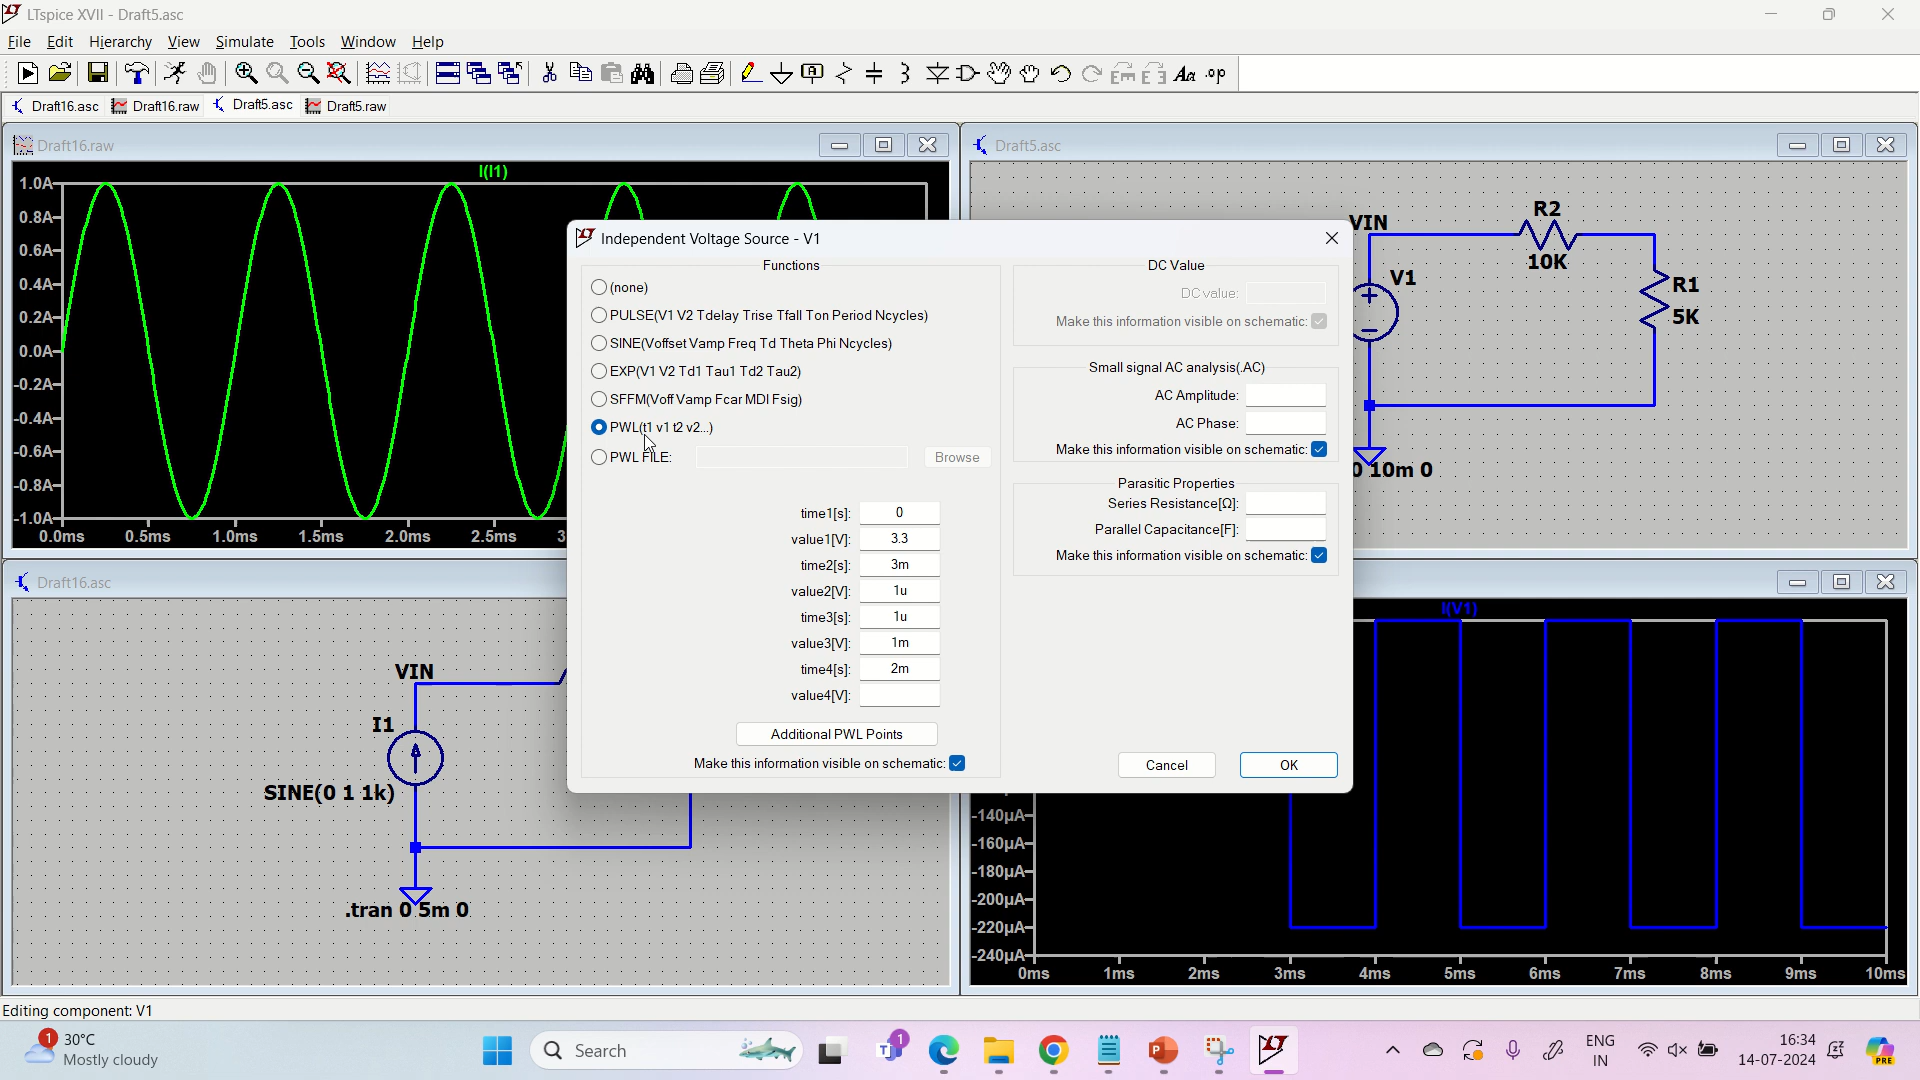 LTspice XVII - Draft5.asc
File Edit Hierarchy View Simulate Tools Window Help
.op
Draft16.asc Draft16.raw Draft5.asc Draft5.raw
Draft16.raw
I(I1)
1.0A
0.8A
0.6A
0.4A
0.2A
0.0A
-0.2A
-0.4A
-0.6A
-0.8A
-1.0A
0.0ms 0.5ms 1.0ms 1.5ms 2.0ms 2.5ms 3
Draft5.asc
VIN
R2
10K
V1
R1
5K
0 10m 0
Independent Voltage Source - V1
Functions
(none)
PULSE(V1 V2 Tdelay Trise Tfall Ton Period Ncycles)
SINE(Voffset Vamp Freq Td Theta Phi Ncycles)
EXP(V1 V2 Td1 Tau1 Td2 Tau2)
SFFM(Voff Vamp Fcar MDI Fsig)
PWL(t1 v1 t2 v2...)
PWL FILE: Browse
time1[s]: 0
value1[V]: 3.3
time2[s]: 3m
value2[V]: 1u
time3[s]: 1u
value3[V]: 1m
time4[s]: 2m
value4[V]:
Additional PWL Points
Make this information visible on schematic:
DC Value
DC value:
Make this information visible on schematic:
Small signal AC analysis(.AC)
AC Amplitude:
AC Phase:
Make this information visible on schematic:
Parasitic Properties
Series Resistance[Ω]:
Parallel Capacitance[F]:
Make this information visible on schematic:
Cancel OK
Draft16.asc
VIN
I1
SINE(0 1 1k)
.tran 0 5m 0
I(V1)
-140µA
-160µA
-180µA
-200µA
-220µA
-240µA
0ms 1ms 2ms 3ms 4ms 5ms 6ms 7ms 8ms 9ms 10ms
Editing component: V1
1
30°C
Mostly cloudy
Search
1
ENG
IN
16:34
14-07-2024
PRE